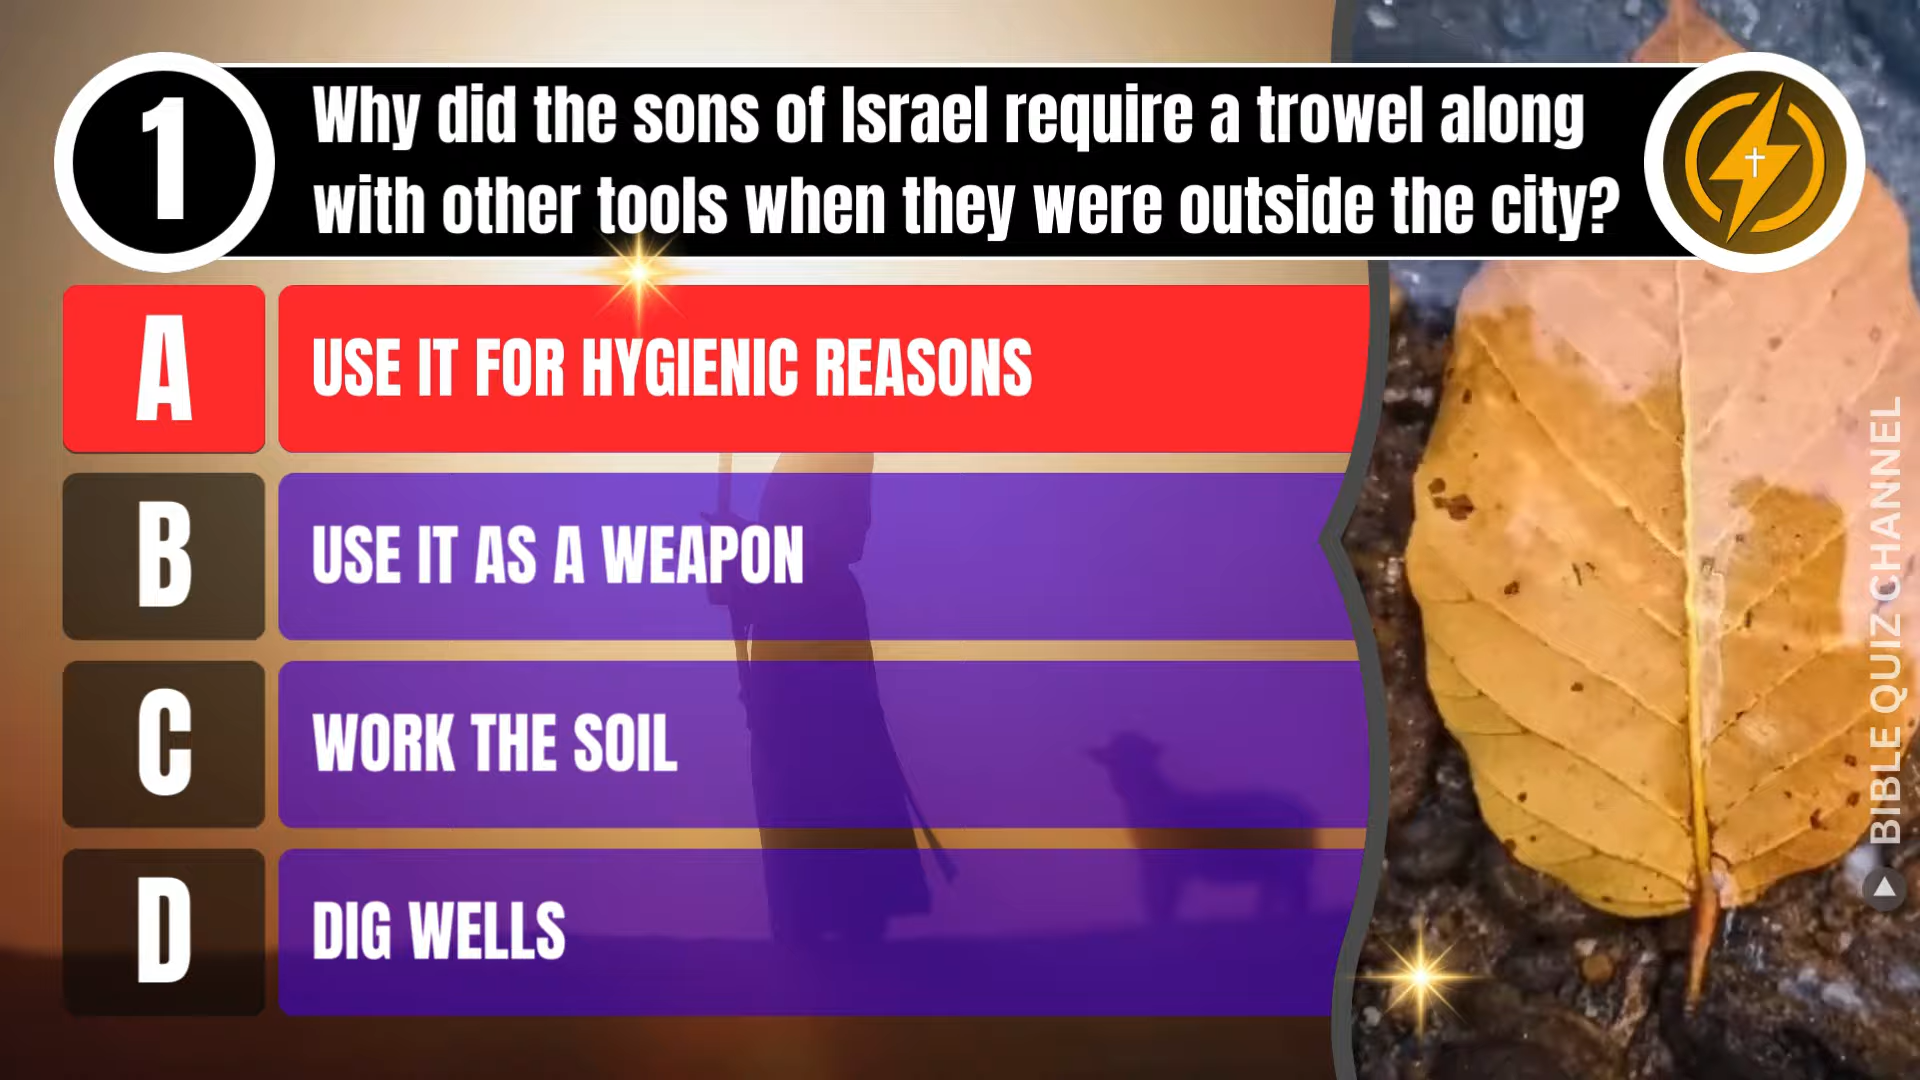 1
Why did the sons of Israel require a trowel along
with other tools when they were outside the city?
A
USE IT FOR HYGIENIC REASONS
B
USE IT AS A WEAPON
C
WORK THE SOIL
D
DIG WELLS
BIBLE QUIZ CHANNEL